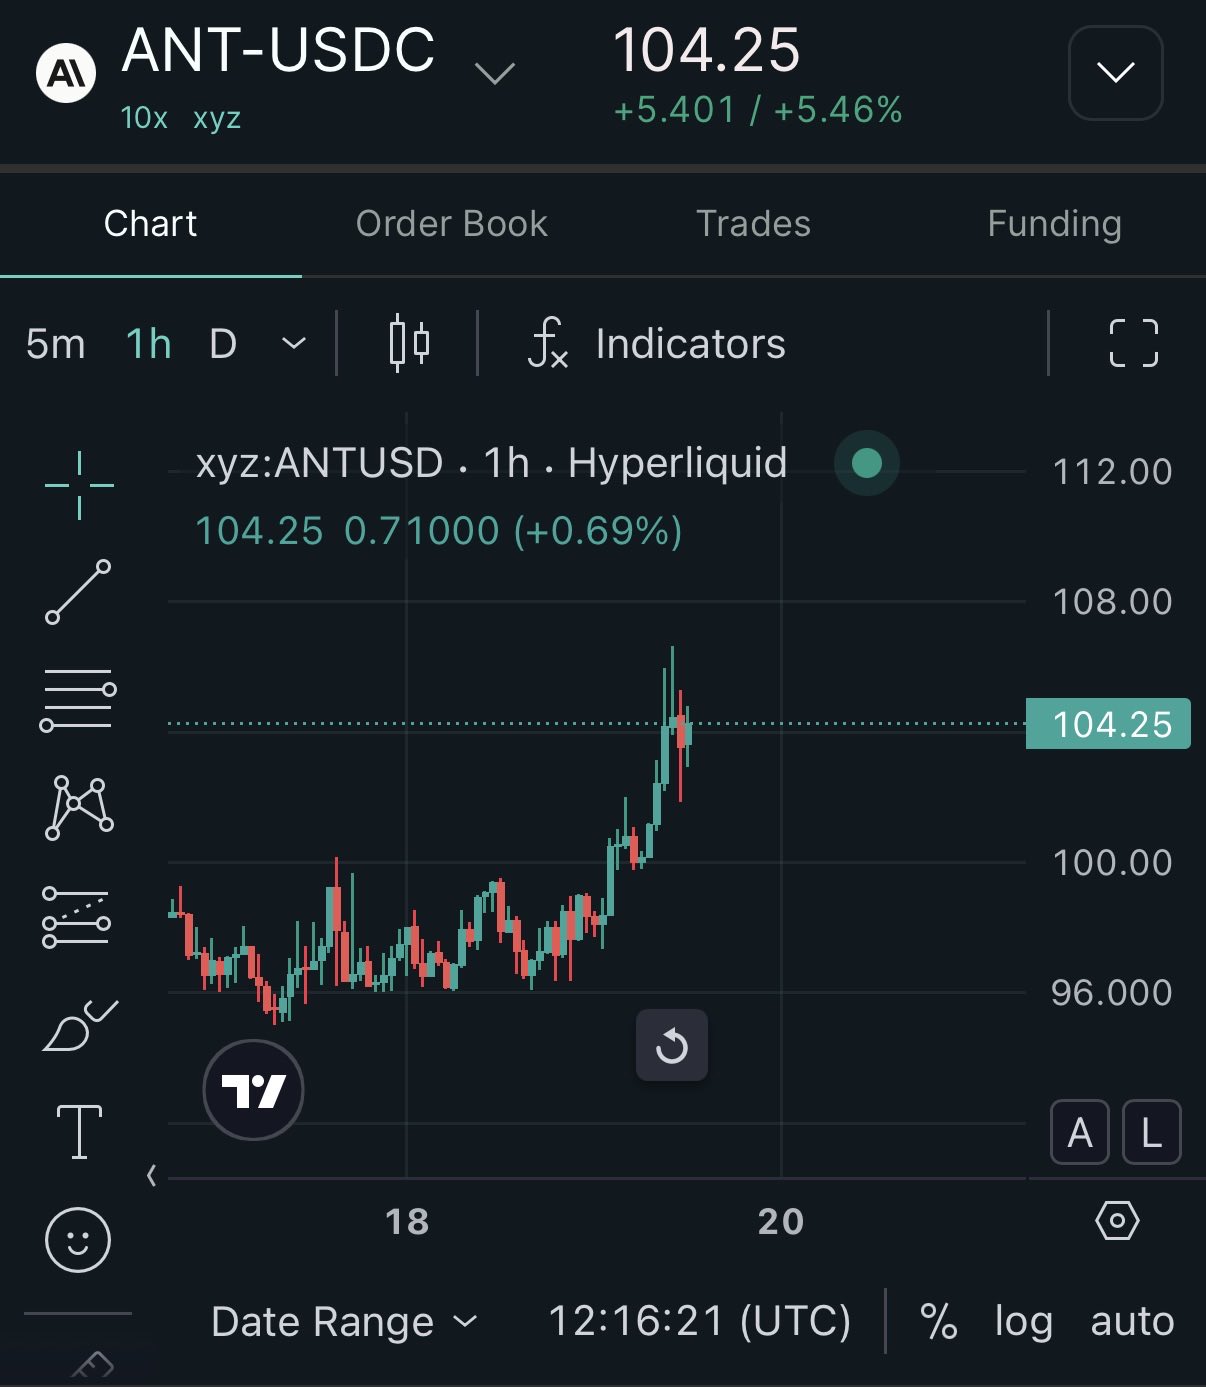 ANT-USDC
104.25
10x xyz
+5.401 / +5.46%
Chart
Order Book
Trades
Funding
5m 1h D
Indicators
xyz:ANTUSD · 1h · Hyperliquid
104.25 0.71000 (+0.69%)
112.00
108.00
104.25
100.00
96.000
A L
18
20
Date Range
12:16:21 (UTC)
% log auto